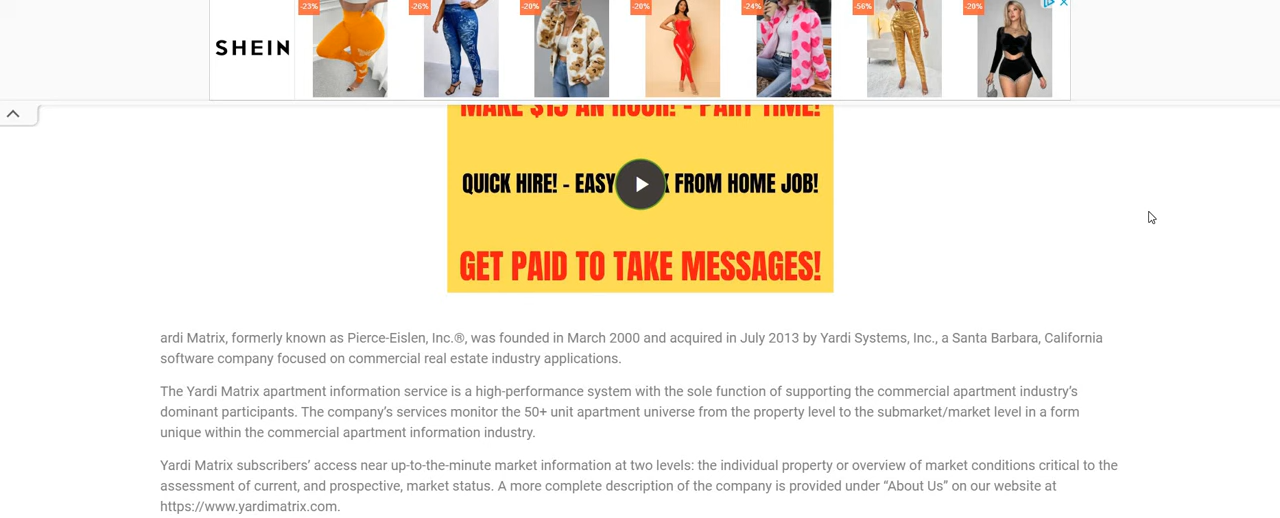 -23%
-26%
-20%
-20%
-24%
-56%
-20%
SHEIN
MAKE $15 AN HOUR! - PART TIME!
QUICK HIRE! - EASY FROM HOME JOB!
GET PAID TO TAKE MESSAGES!
ardi Matrix, formerly known as Pierce-Eislen, Inc.®, was founded in March 2000 and acquired in July 2013 by Yardi Systems, Inc., a Santa Barbara, California
software company focused on commercial real estate industry applications.
The Yardi Matrix apartment information service is a high-performance system with the sole function of supporting the commercial apartment industry’s
dominant participants. The company’s services monitor the 50+ unit apartment universe from the property level to the submarket/market level in a form
unique within the commercial apartment information industry.
Yardi Matrix subscribers’ access near up-to-the-minute market information at two levels: the individual property or overview of market conditions critical to the
assessment of current, and prospective, market status. A more complete description of the company is provided under “About Us” on our website at
https://www.yardimatrix.com.